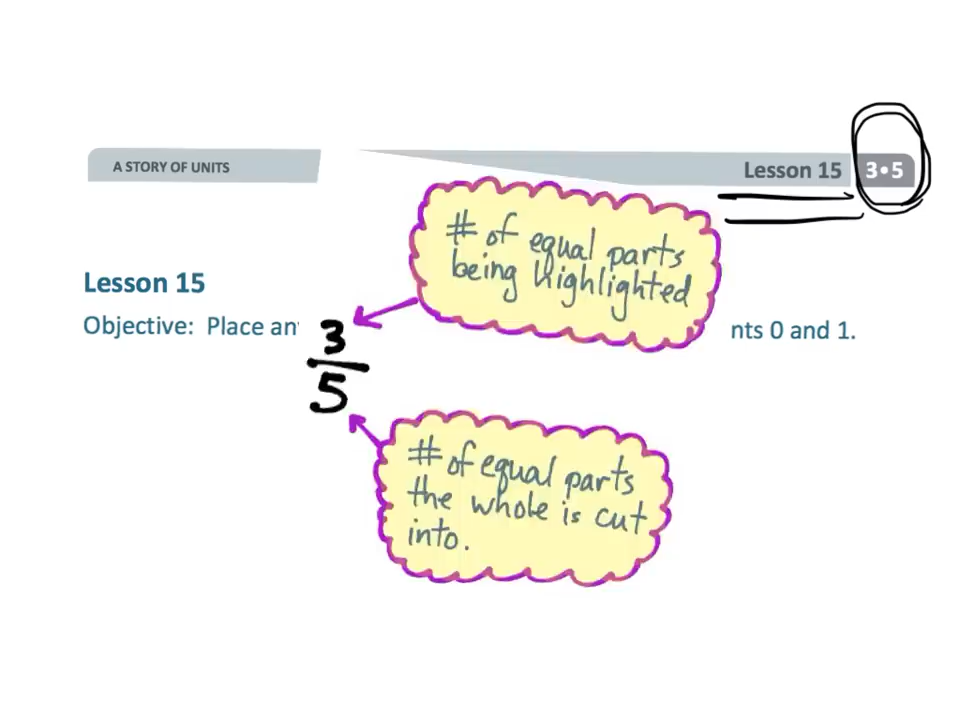 A STORY OF UNITS
Lesson 15 3•5
# of equal parts
being highlighted
Lesson 15
Objective: Place an
nts 0 and 1.
3
5
# of equal parts
the whole is cut
into.